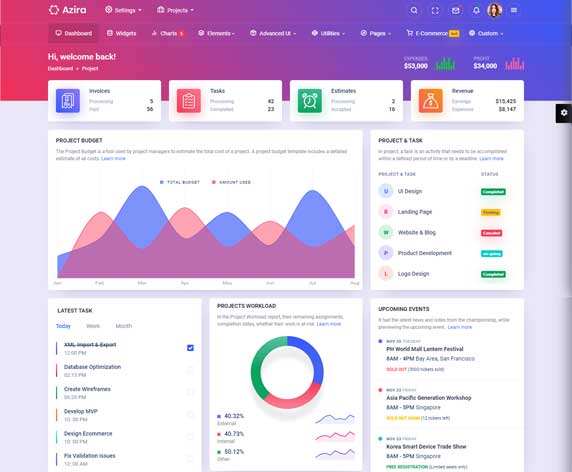 Azira
Settings
Projects
Dashboard
Widgets
Charts 5
Elements
Advanced UI
Utilities
Pages
E-Commerce
Custom
Hi, welcome back!
Dashboard » Project
EXPENSES
$53,000
PROFIT
$34,000
Invoices
Processing 5
Paid 56
Tasks
Processing 42
Completed 23
Estimates
Processing 2
Accepted 16
Revenue
Earnings $15,425
Expenses $8,147
PROJECT BUDGET
The Project Budget is a tool used by project managers to estimate the total cost of a project. A project budget template includes a detailed
estimate of all costs. Learn more
TOTAL BUDGET
AMOUNT USED
Jan Feb Mar Apr May Jun Jul Aug
PROJECT & TASK
In project, a task is an activity that needs to be accomplished
within a defined period of time or by a deadline. Learn more
PROJECT & TASK STATUS
U UI Design Completed
R Landing Page Pending
W Website & Blog Canceled
P Product Development on-going
L Logo Design Completed
LATEST TASK
Today Week Month
XML Import & Export
12:00 PM
Database Optimization
02:13 PM
Create Wireframes
06:20 PM
Develop MVP
10: 00 PM
Design Ecommerce
10: 00 PM
Fix Validation Issues
12: 00 AM
PROJECTS WORKLOAD
In the Project Workload report, their remaining assignments,
completion dates, whether their work is at-risk. Learn more
40.32%
External
40.73%
Internal
50.12%
Other
UPCOMING EVENTS
It had the latest news and notes from the championship, while
previewing the upcoming event. Learn more
NOV 20 TUESDAY
PH World Mall Lantern Festival
8AM - 4PM Bay Area, San Francisco
SOLD OUT (3000 tickets sold)
NOV 23 FRIDAY
Asia Pacific Generation Workshop
8AM - 5PM Singapore
SOLD OUT SOON (12 tickets left)
NOV 23 FRIDAY
Korea Smart Device Trade Show
8AM - 5PM Singapore
FREE REGISTRATION (Limited seats only)